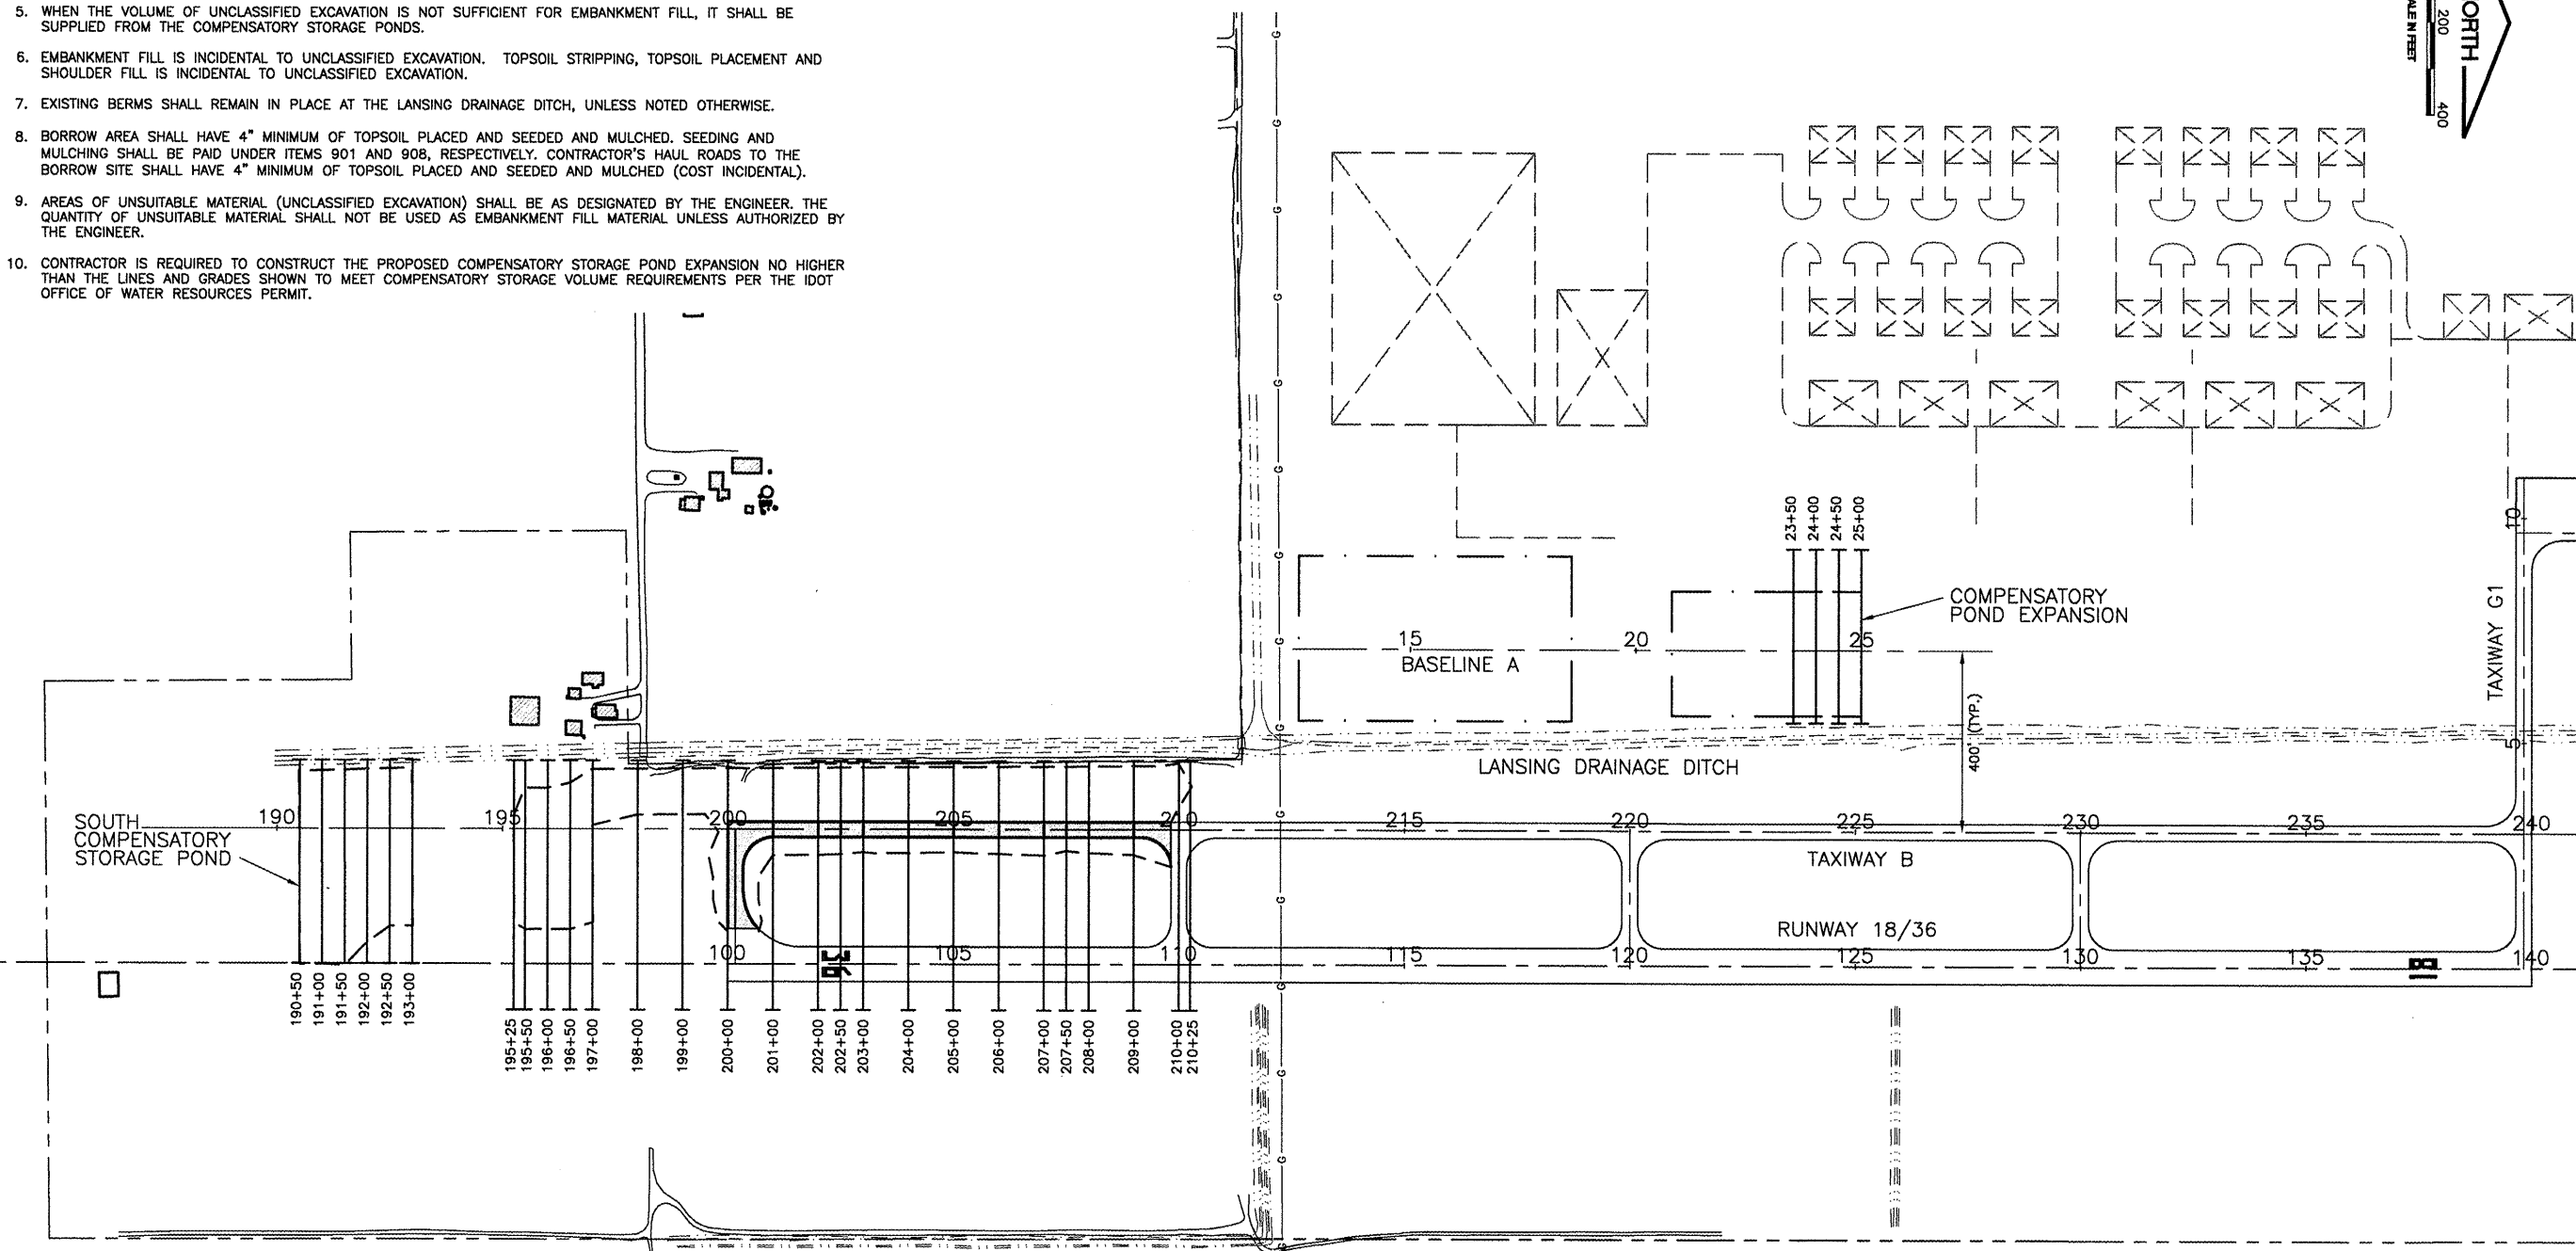 5. WHEN THE VOLUME OF UNCLASSIFIED EXCAVATION IS NOT SUFFICIENT FOR EMBANKMENT FILL, IT SHALL BE
SUPPLIED FROM THE COMPENSATORY STORAGE PONDS.
6. EMBANKMENT FILL IS INCIDENTAL TO UNCLASSIFIED EXCAVATION. TOPSOIL STRIPPING, TOPSOIL PLACEMENT AND
SHOULDER FILL IS INCIDENTAL TO UNCLASSIFIED EXCAVATION.
7. EXISTING BERMS SHALL REMAIN IN PLACE AT THE LANSING DRAINAGE DITCH, UNLESS NOTED OTHERWISE.
8. BORROW AREA SHALL HAVE 4" MINIMUM OF TOPSOIL PLACED AND SEEDED AND MULCHED. SEEDING AND
MULCHING SHALL BE PAID UNDER ITEMS 901 AND 908, RESPECTIVELY. CONTRACTOR'S HAUL ROADS TO THE
BORROW SITE SHALL HAVE 4" MINIMUM OF TOPSOIL PLACED AND SEEDED AND MULCHED (COST INCIDENTAL).
9. AREAS OF UNSUITABLE MATERIAL (UNCLASSIFIED EXCAVATION) SHALL BE AS DESIGNATED BY THE ENGINEER. THE
QUANTITY OF UNSUITABLE MATERIAL SHALL NOT BE USED AS EMBANKMENT FILL MATERIAL UNLESS AUTHORIZED BY
THE ENGINEER.
10. CONTRACTOR IS REQUIRED TO CONSTRUCT THE PROPOSED COMPENSATORY STORAGE POND EXPANSION NO HIGHER
THAN THE LINES AND GRADES SHOWN TO MEET COMPENSATORY STORAGE VOLUME REQUIREMENTS PER THE IDOT
OFFICE OF WATER RESOURCES PERMIT.
200
400
23+50
24+00
24+50
25+00
10
COMPENSATORY
POND EXPANSION
TAXIWAY G1
15
20
25
BASELINE A
400' (TYP.)
5
LANSING DRAINAGE DITCH
SOUTH
COMPENSATORY
STORAGE POND
190
195
200
205
210
215
220
225
230
235
240
TAXIWAY B
RUNWAY 18/36
100
36
105
110
115
120
125
130
135
18
140
190+50
191+00
191+50
192+00
192+50
193+00
195+25
195+50
196+00
196+50
197+00
198+00
199+00
200+00
201+00
202+00
202+50
203+00
204+00
205+00
206+00
207+00
207+50
208+00
209+00
210+00
210+25
G
G
G
G
G
G
G
G
G
G
G
G
G
G